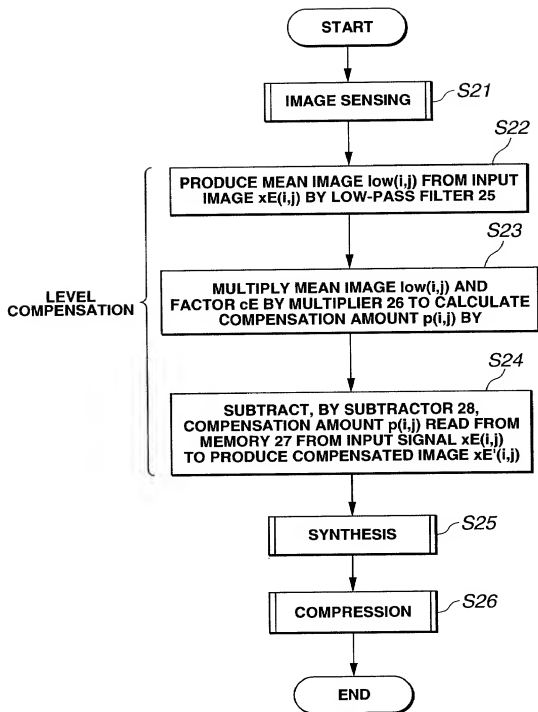 START
IMAGE SENSING
S21
S22
PRODUCE MEAN IMAGE low(i,j) FROM INPUT
IMAGE xE(i,j) BY LOW-PASS FILTER 25
S23
LEVEL
COMPENSATION
MULTIPLY MEAN IMAGE low(i,j) AND
FACTOR cE BY MULTIPLIER 26 TO CALCULATE
COMPENSATION AMOUNT p(i,j) BY
S24
SUBTRACT, BY SUBTRACTOR 28,
COMPENSATION AMOUNT p(i,j) READ FROM
MEMORY 27 FROM INPUT SIGNAL xE(i,j)
TO PRODUCE COMPENSATED IMAGE xE'(i,j)
SYNTHESIS
S25
COMPRESSION
S26
END